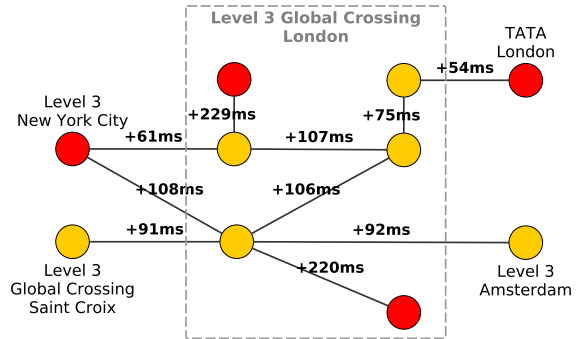 Level 3 Global Crossing
London
TATA
London
+54ms
Level 3
New York City
+229ms
+75ms
+61ms
+107ms
+108ms
+106ms
+91ms
+92ms
+220ms
Level 3
Global Crossing
Saint Croix
Level 3
Amsterdam